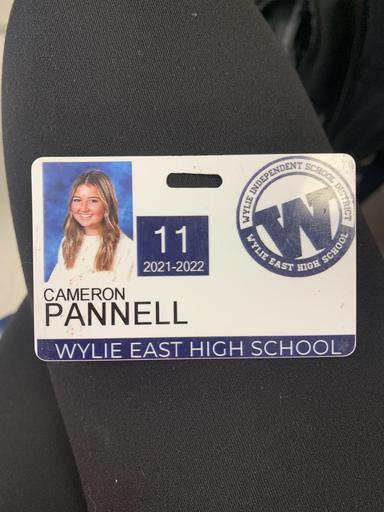 WYLIE INDEPENDENT SCHOOL DISTRICT
W
WYLIE EAST HIGH SCHOOL
11
2021-2022
CAMERON
PANNELL
WYLIE EAST HIGH SCHOOL